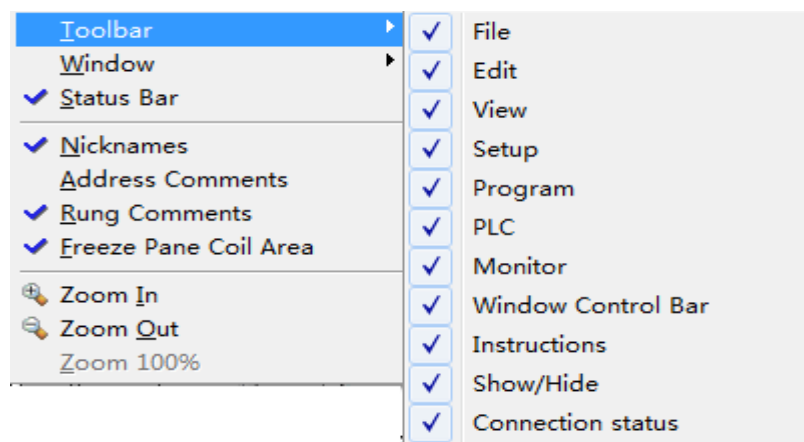 Toolbar
Window
Status Bar
Nicknames
Address Comments
Rung Comments
Freeze Pane Coil Area
Zoom In
Zoom Out
Zoom 100%
File
Edit
View
Setup
Program
PLC
Monitor
Window Control Bar
Instructions
Show/Hide
Connection status